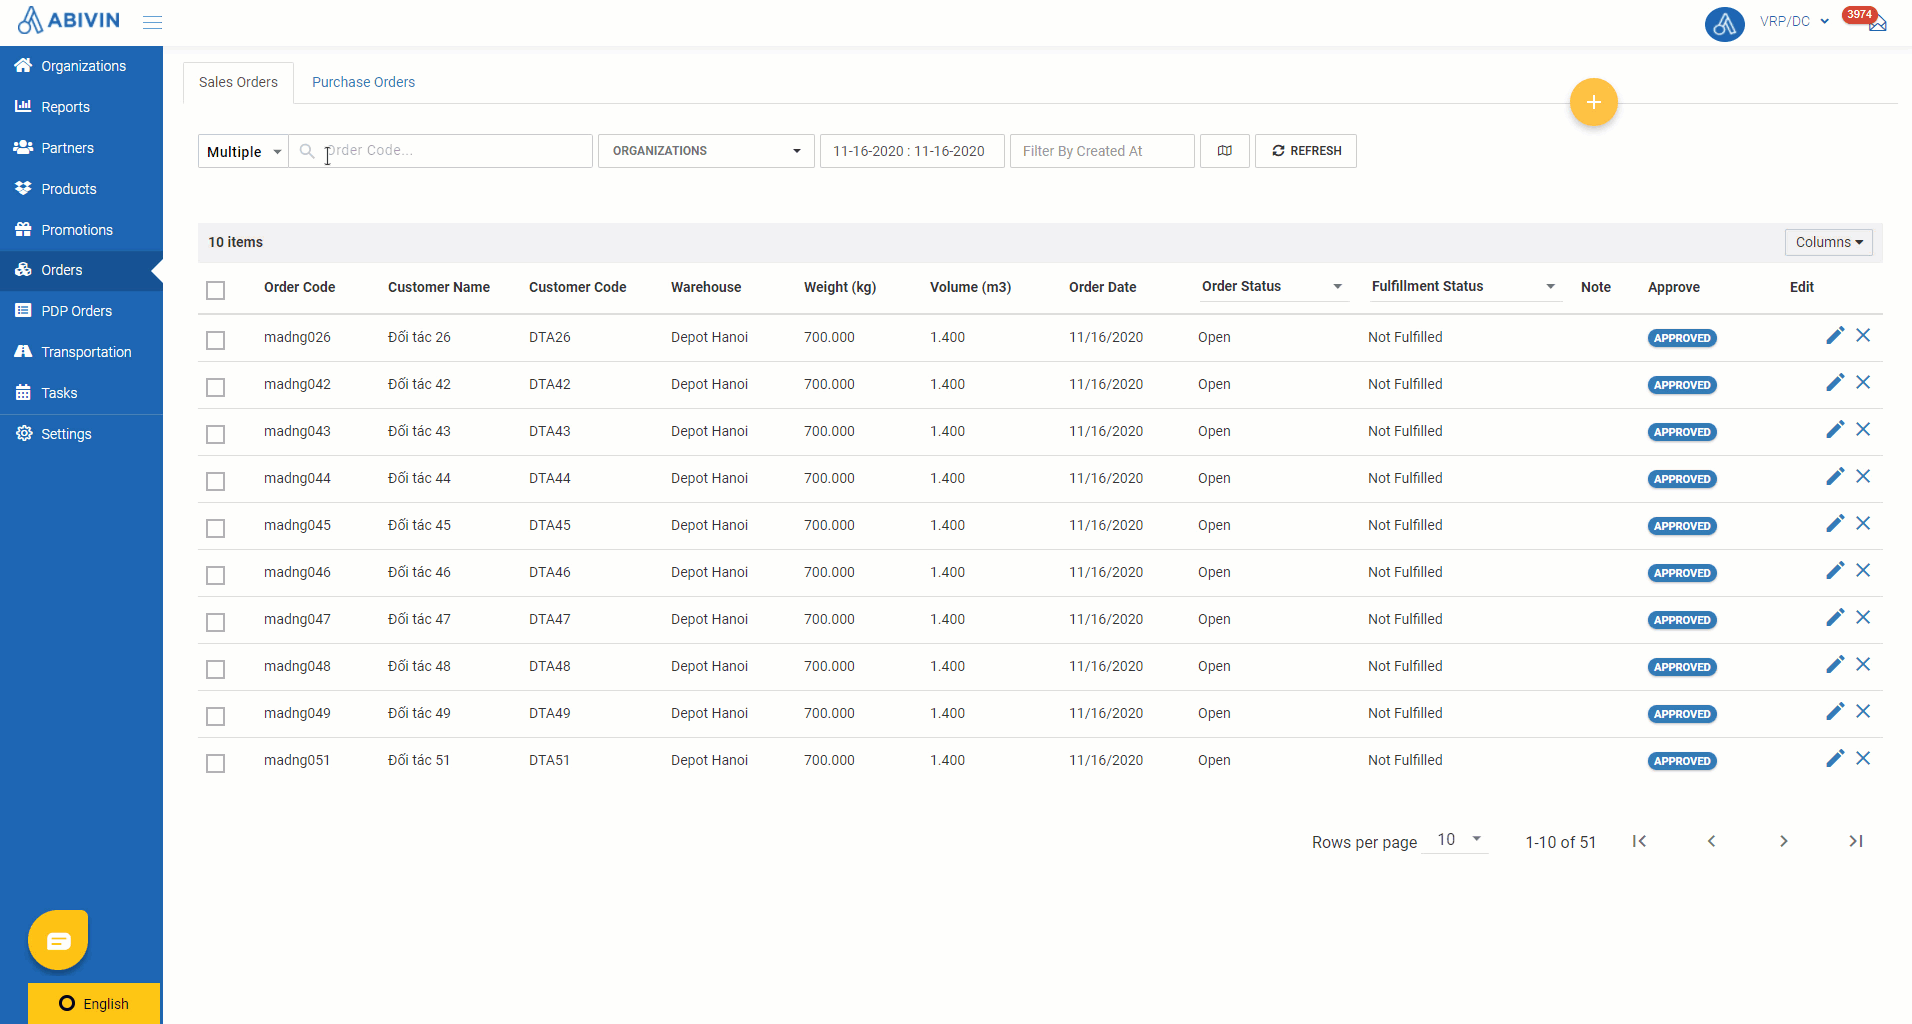 ABIVIN
VRP/DC
3974
Organizations
Reports
Partners
Products
Promotions
Orders
PDP Orders
Transportation
Tasks
Settings
English
Sales Orders Purchase Orders
+
Multiple Order Code... ORGANIZATIONS 11-16-2020 : 11-16-2020 Filter By Created At REFRESH
10 items Columns
Order Code Customer Name Customer Code Warehouse Weight (kg) Volume (m3) Order Date Order Status Fulfillment Status Note Approve Edit
madng026 Đối tác 26 DTA26 Depot Hanoi 700.000 1.400 11/16/2020 Open Not Fulfilled APPROVED
madng042 Đối tác 42 DTA42 Depot Hanoi 700.000 1.400 11/16/2020 Open Not Fulfilled APPROVED
madng043 Đối tác 43 DTA43 Depot Hanoi 700.000 1.400 11/16/2020 Open Not Fulfilled APPROVED
madng044 Đối tác 44 DTA44 Depot Hanoi 700.000 1.400 11/16/2020 Open Not Fulfilled APPROVED
madng045 Đối tác 45 DTA45 Depot Hanoi 700.000 1.400 11/16/2020 Open Not Fulfilled APPROVED
madng046 Đối tác 46 DTA46 Depot Hanoi 700.000 1.400 11/16/2020 Open Not Fulfilled APPROVED
madng047 Đối tác 47 DTA47 Depot Hanoi 700.000 1.400 11/16/2020 Open Not Fulfilled APPROVED
madng048 Đối tác 48 DTA48 Depot Hanoi 700.000 1.400 11/16/2020 Open Not Fulfilled APPROVED
madng049 Đối tác 49 DTA49 Depot Hanoi 700.000 1.400 11/16/2020 Open Not Fulfilled APPROVED
madng051 Đối tác 51 DTA51 Depot Hanoi 700.000 1.400 11/16/2020 Open Not Fulfilled APPROVED
Rows per page 10 1-10 of 51